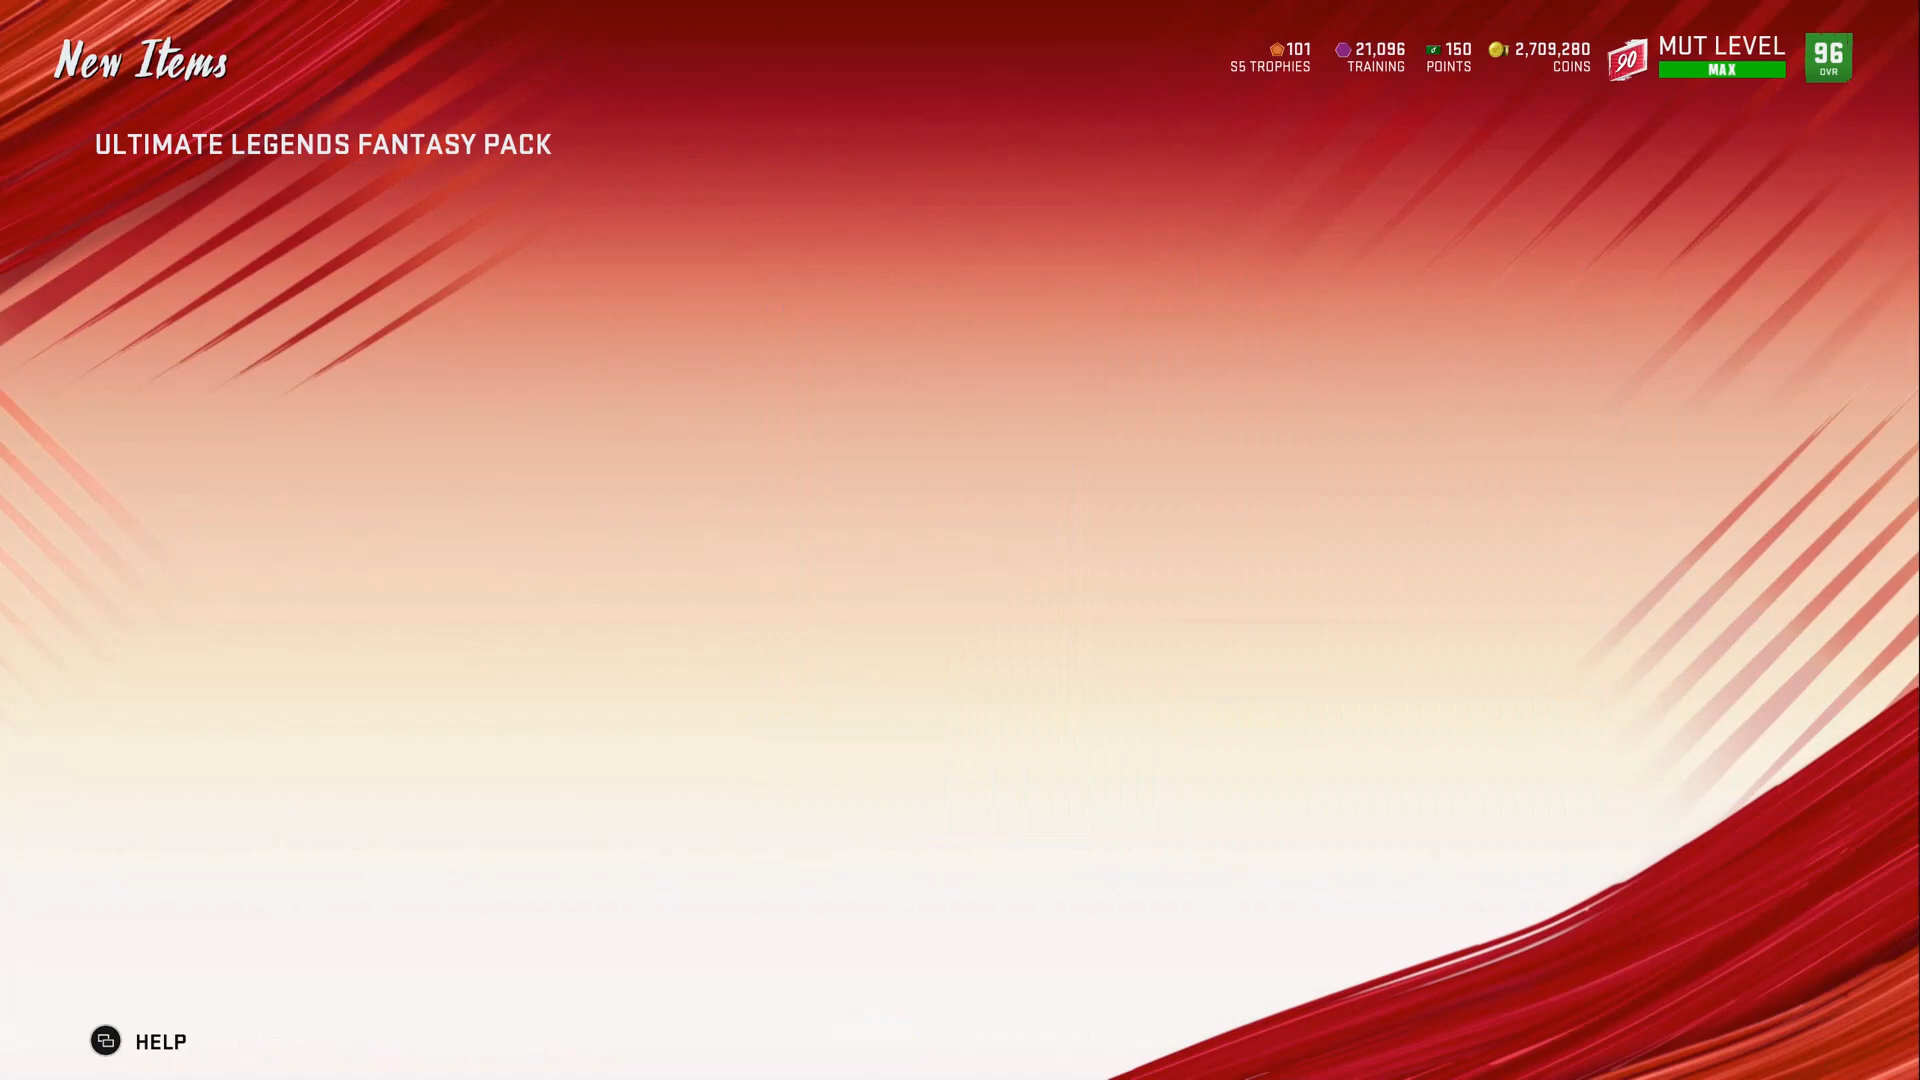 New Items
101
S5 TROPHIES
21,096
TRAINING
150
POINTS
2,709,280
COINS
90
MUT LEVEL
MAX
96
OVR
ULTIMATE LEGENDS FANTASY PACK
HELP